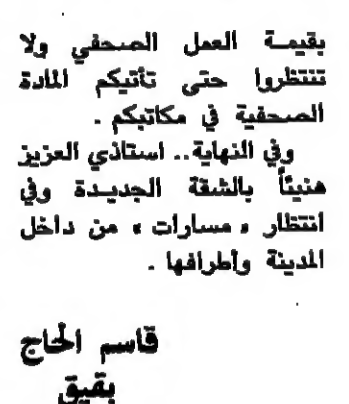 بقيمة العمل الصحفي ولا
تنتظروا حتى تأتيكم المادة
الصحفية في مكاتبكم .
وفي النهاية.. استاذي العزيز
هنيئاً بالشقة الجديدة وفي
انتظار « مسارات » من داخل
المدينة وأطرافها .
قاسم الحاج
بقيق